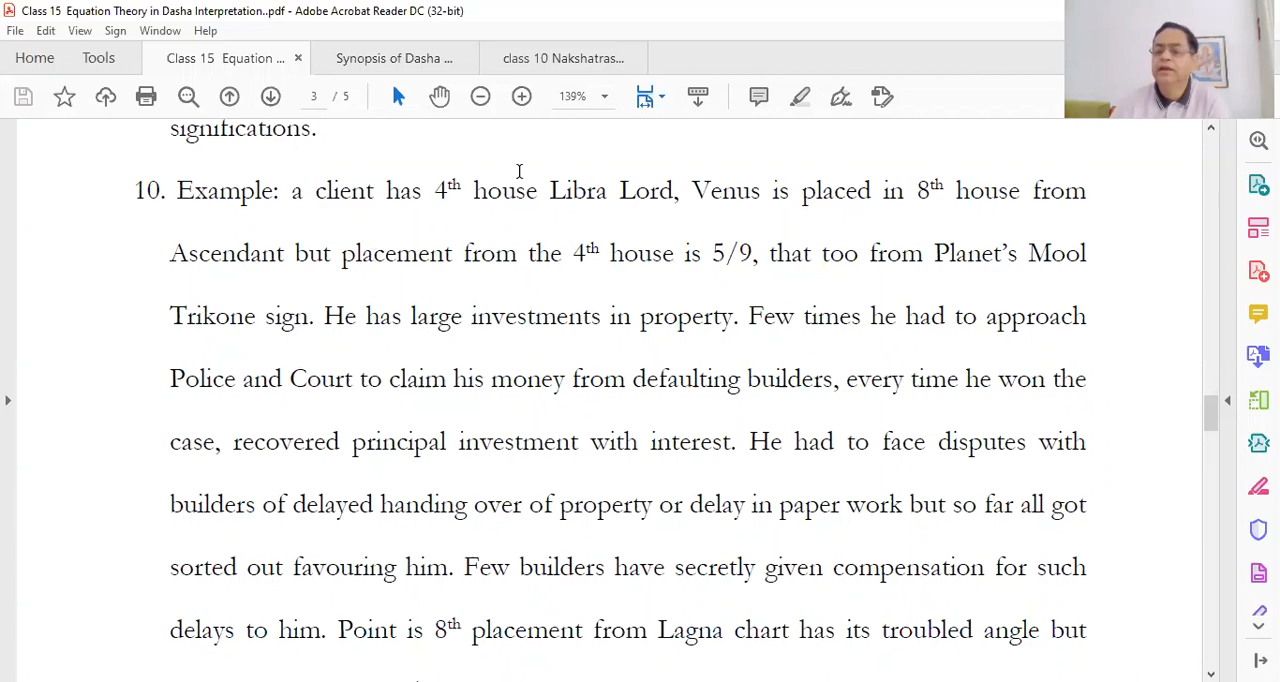 Class 15  Equation Theory in Dasha Interpretation..pdf - Adobe Acrobat Reader DC (32-bit)
File Edit View Sign Window Help
Home Tools Class 15  Equation ... × Synopsis of Dasha ... class 10 Nakshatras...
3 / 5 139%
significations.
10. Example: a client has 4th house Libra Lord, Venus is placed in 8th house from
Ascendant but placement from the 4th house is 5/9, that too from Planet’s Mool
Trikone sign. He has large investments in property. Few times he had to approach
Police and Court to claim his money from defaulting builders, every time he won the
case, recovered principal investment with interest. He had to face disputes with
builders of delayed handing over of property or delay in paper work but so far all got
sorted out favouring him. Few builders have secretly given compensation for such
delays to him. Point is 8th placement from Lagna chart has its troubled angle but